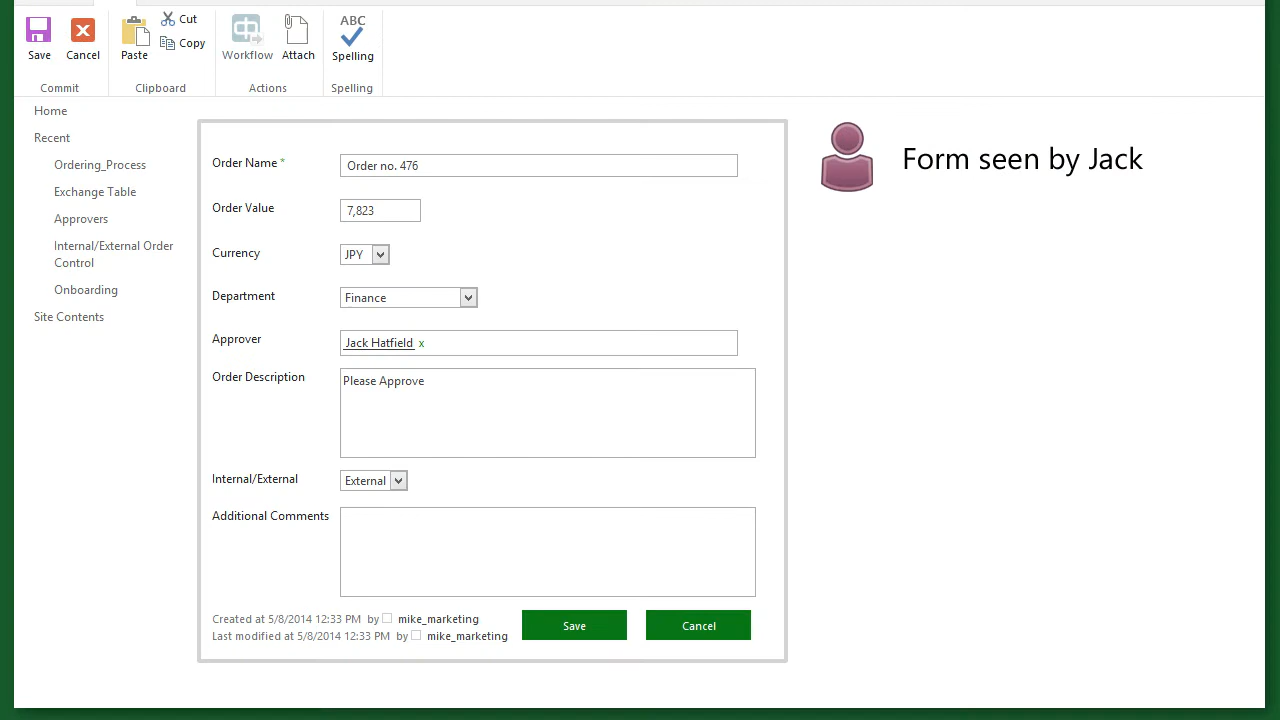 Save
Cancel
Paste
Cut
Copy
Workflow
Attach
ABC
Spelling
Commit
Clipboard
Actions
Spelling
Home
Recent
Ordering_Process
Exchange Table
Approvers
Internal/External Order
Control
Onboarding
Site Contents
Order Name *
Order no. 476
Order Value
7,823
Currency
JPY
Department
Finance
Approver
Jack Hatfield x
Order Description
Please Approve
Internal/External
External
Additional Comments
Created at 5/8/2014 12:33 PM by mike_marketing
Last modified at 5/8/2014 12:33 PM by mike_marketing
Save
Cancel
Form seen by Jack